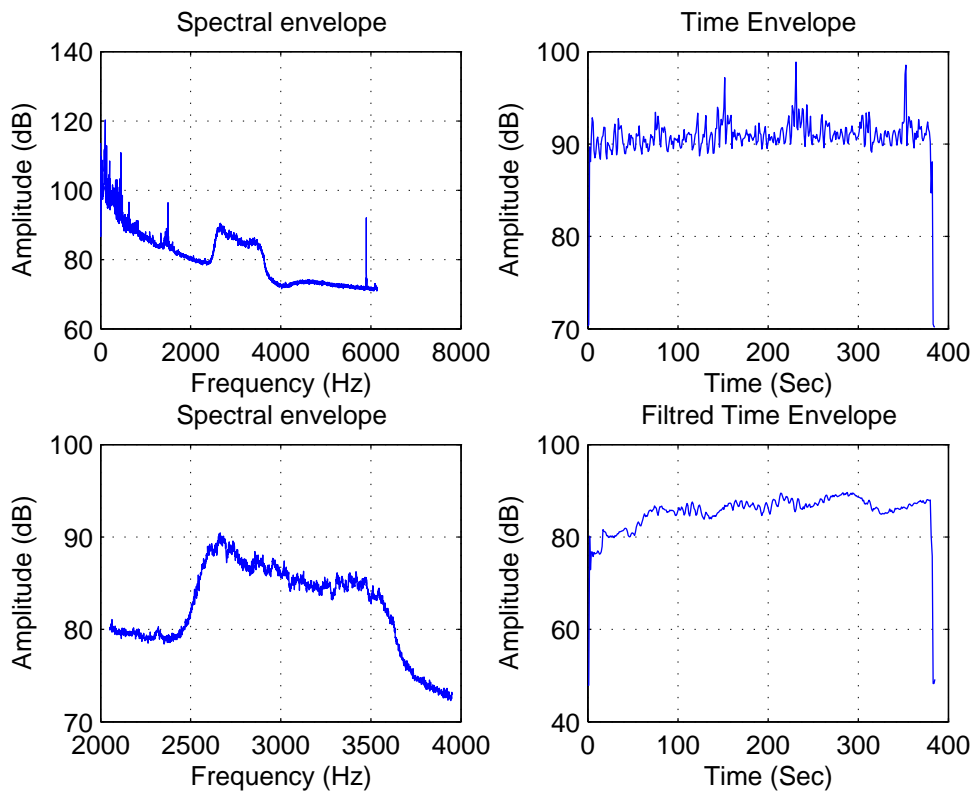 Spectral envelope
140
120
100
80
60
Amplitude (dB)
0 2000 4000 6000 8000
Frequency (Hz)
Time Envelope
100
90
80
70
Amplitude (dB)
0 100 200 300 400
Time (Sec)
Spectral envelope
100
90
80
70
Amplitude (dB)
2000 2500 3000 3500 4000
Frequency (Hz)
Filtred Time Envelope
100
80
60
40
Amplitude (dB)
0 100 200 300 400
Time (Sec)